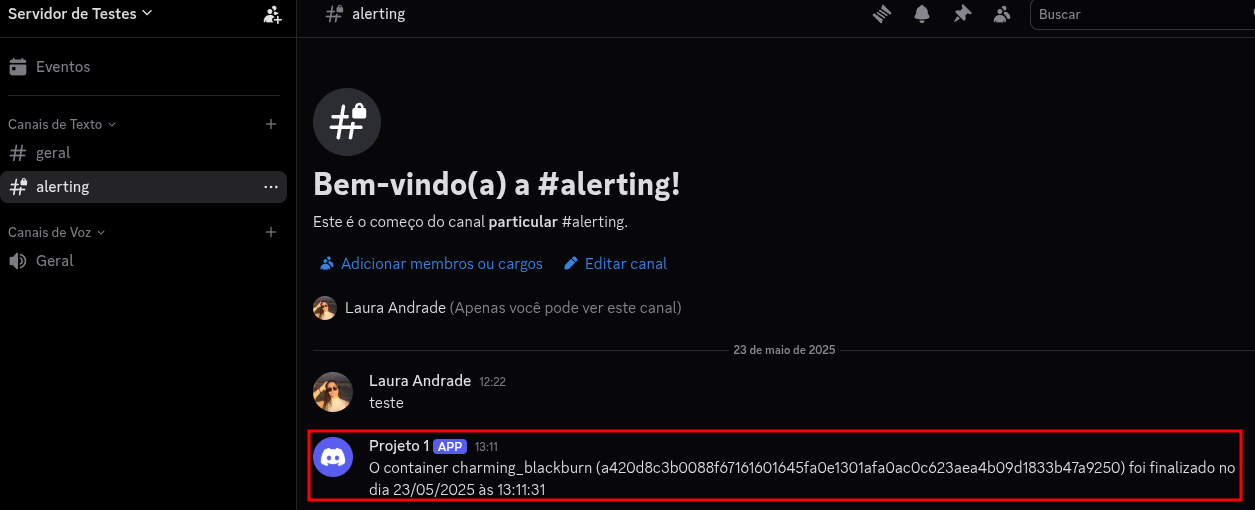 Servidor de Testes
alerting
Buscar
Eventos
Canais de Texto
geral
alerting
Canais de Voz
Geral
Bem-vindo(a) a #alerting!
Este é o começo do canal particular #alerting.
Adicionar membros ou cargos
Editar canal
Laura Andrade (Apenas você pode ver este canal)
23 de maio de 2025
Laura Andrade 12:22
teste
Projeto 1 APP 13:11
O container charming_blackburn (a420d8c3b0088f67161601645fa0e1301afa0ac0c623aea4b09d1833b47a9250) foi finalizado no
dia 23/05/2025 às 13:11:31